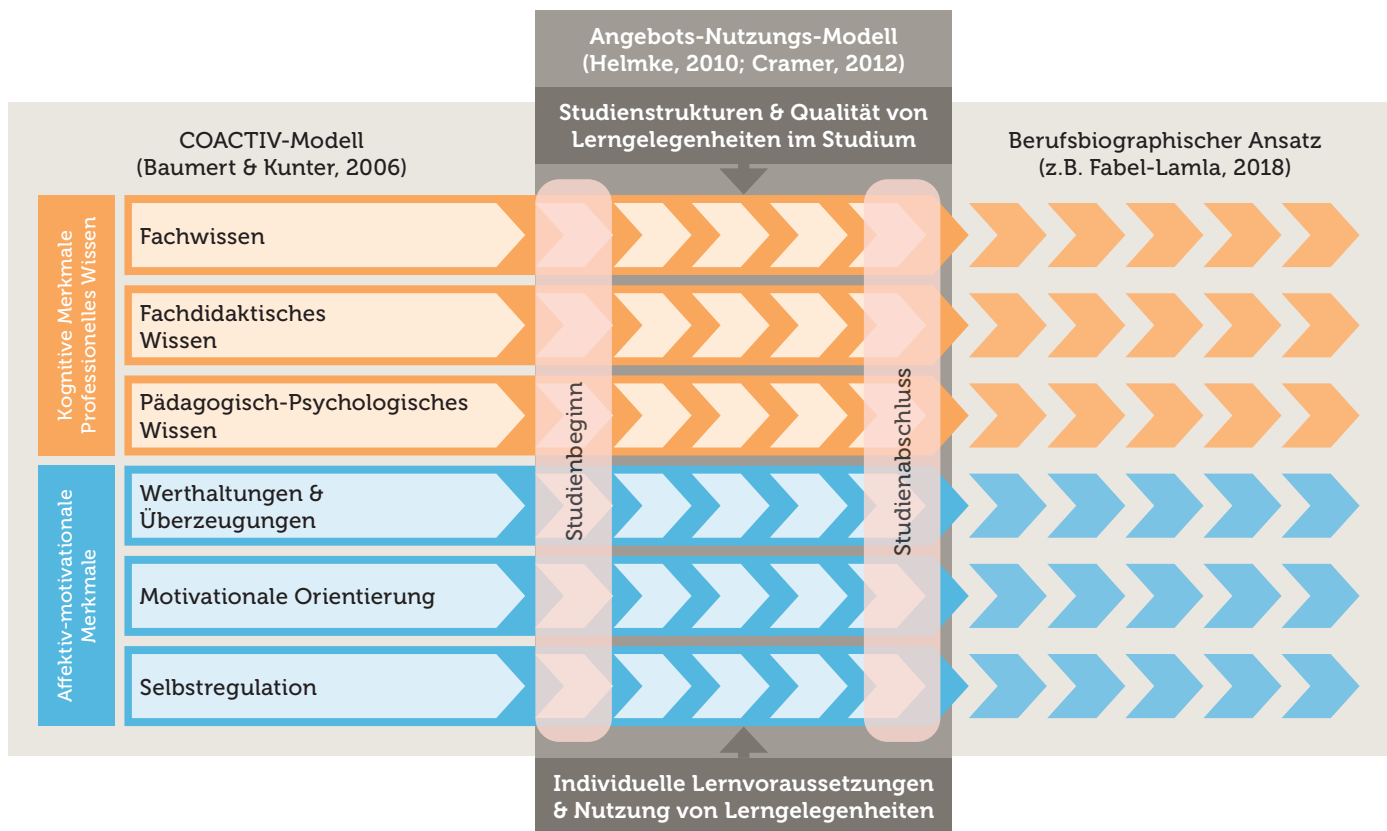 Angebots-Nutzungs-Modell
(Helmke, 2010; Cramer, 2012)
Studienstrukturen & Qualität von
Lerngelegenheiten im Studium
COACTIV-Modell
(Baumert & Kunter, 2006)
Berufsbiographischer Ansatz
(z.B. Fabel-Lamla, 2018)
Kognitive Merkmale
Professionelles Wissen
Fachwissen
Fachdidaktisches
Wissen
Pädagogisch-Psychologisches
Wissen
Affektiv-motivationale
Merkmale
Werthaltungen &
Überzeugungen
Motivationale Orientierung
Selbstregulation
Studienbeginn
Studienabschluss
Individuelle Lernvoraussetzungen
& Nutzung von Lerngelegenheiten